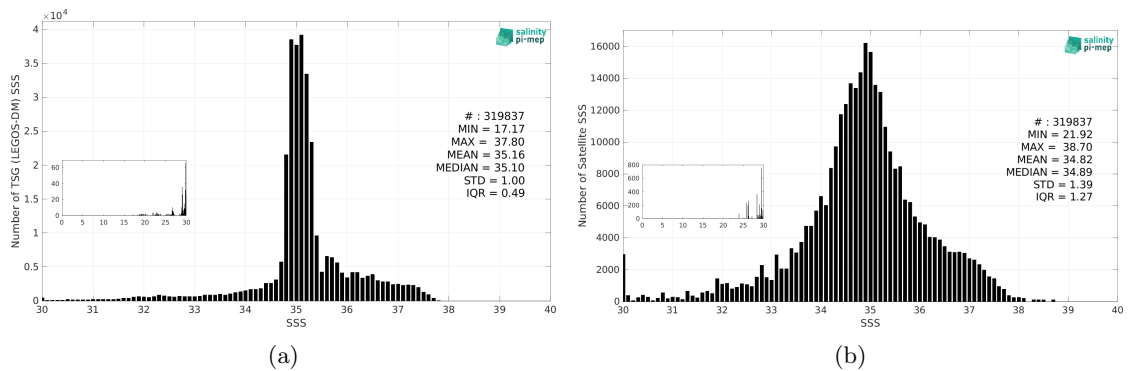 ×10⁴
4
3.5
3
2.5
2
1.5
1
0.5
0
Number of TSG (LEGOS-DM) SSS
salinity
pi-mep
# : 319837
MIN = 17.17
MAX = 37.80
MEAN = 35.16
MEDIAN = 35.10
STD = 1.00
IQR = 0.49
60
40
20
0
0 5 10 15 20 25 30
30 31 32 33 34 35 36 37 38 39 40
SSS
(a)
16000
14000
12000
10000
8000
6000
4000
2000
0
Number of Satellite SSS
salinity
pi-mep
# : 319837
MIN = 21.92
MAX = 38.70
MEAN = 34.82
MEDIAN = 34.89
STD = 1.39
IQR = 1.27
800
600
400
200
0
0 5 10 15 20 25 30
30 31 32 33 34 35 36 37 38 39 40
SSS
(b)